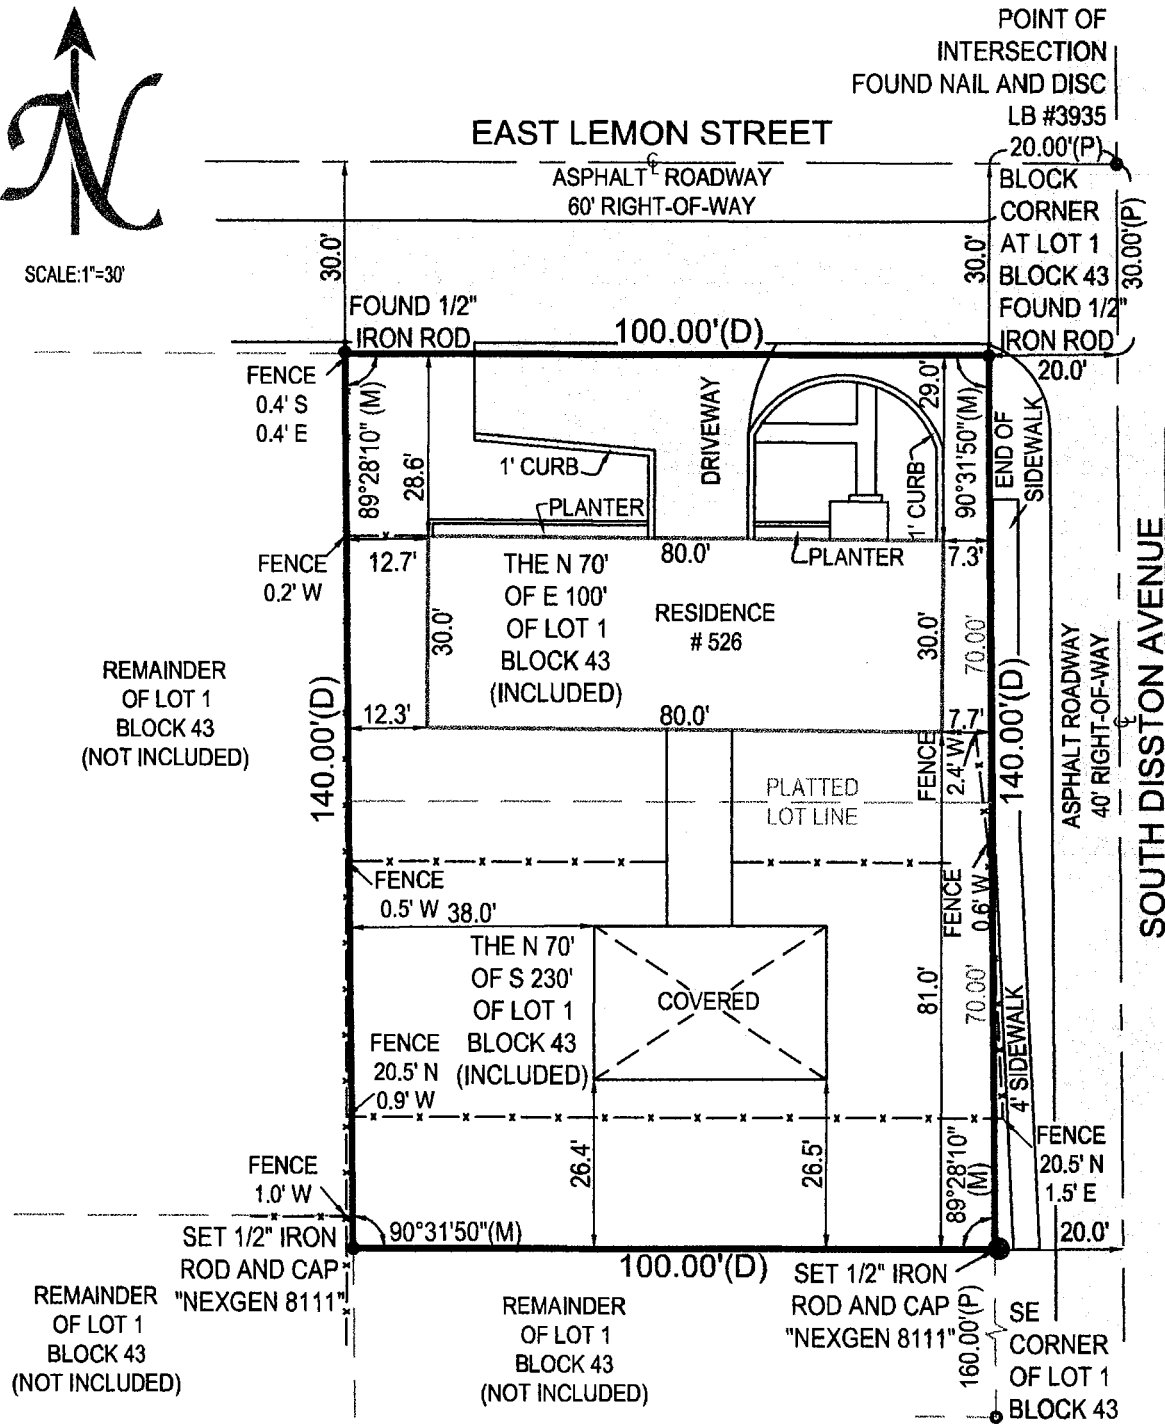 N
SCALE:1"=30'
POINT OF
INTERSECTION
FOUND NAIL AND DISC
LB #3935
20.00'(P)
EAST LEMON STREET
ASPHALT ROADWAY
60' RIGHT-OF-WAY
BLOCK
CORNER
AT LOT 1
BLOCK 43
FOUND 1/2"
IRON ROD
30.00'(P)
30.0'
30.0'
FOUND 1/2"
IRON ROD
100.00'(D)
20.0'
FENCE
0.4' S
0.4' E
89°28'10" (M)
28.6'
1' CURB
PLANTER
DRIVEWAY
29.0'
1' CURB
90°31'50"(M)
END OF
SIDEWALK
FENCE
0.2' W
12.7'
80.0'
PLANTER
7.3'
THE N 70'
OF E 100'
OF LOT 1
BLOCK 43
(INCLUDED)
RESIDENCE
# 526
30.0'
30.0'
70.00'
REMAINDER
OF LOT 1
BLOCK 43
(NOT INCLUDED)
140.00'(D)
12.3'
80.0'
7.7'
FENCE
2.4' W
140.00'(D)
ASPHALT ROADWAY
40' RIGHT-OF-WAY
SOUTH DISSTON AVENUE
PLATTED
LOT LINE
FENCE
0.5' W
38.0'
FENCE
0.6' W
THE N 70'
OF S 230'
OF LOT 1
BLOCK 43
(INCLUDED)
COVERED
81.0'
70.00'
4' SIDEWALK
FENCE
20.5' N
0.9' W
26.4'
26.5'
89°28'10"
(M)
FENCE
20.5' N
1.5' E
FENCE
1.0' W
90°31'50"(M)
20.0'
SET 1/2" IRON
ROD AND CAP
"NEXGEN 8111"
100.00'(D)
SET 1/2" IRON
ROD AND CAP
"NEXGEN 8111"
160.00'(P)
REMAINDER
OF LOT 1
BLOCK 43
(NOT INCLUDED)
REMAINDER
OF LOT 1
BLOCK 43
(NOT INCLUDED)
SE
CORNER
OF LOT 1
BLOCK 43